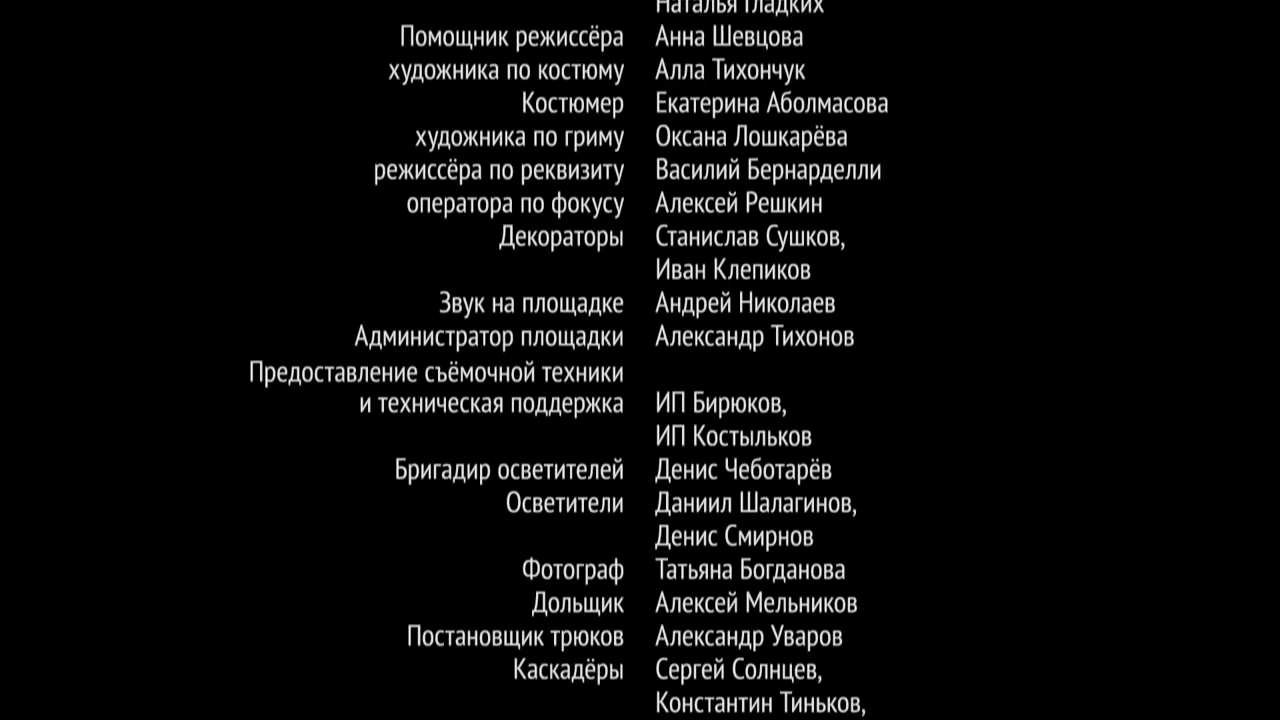 Наталья Гладких
Помощник режиссёра Анна Шевцова
художника по костюму Алла Тихончук
Костюмер Екатерина Аболмасова
художника по гриму Оксана Лошкарёва
режиссёра по реквизиту Василий Бернарделли
оператора по фокусу Алексей Решкин
Декораторы Станислав Сушков,
Иван Клепиков
Звук на площадке Андрей Николаев
Администратор площадки Александр Тихонов
Предоставление съёмочной техники
и техническая поддержка ИП Бирюков,
ИП Костыльков
Бригадир осветителей Денис Чеботарёв
Осветители Даниил Шалагинов,
Денис Смирнов
Фотограф Татьяна Богданова
Дольщик Алексей Мельников
Постановщик трюков Александр Уваров
Каскадёры Сергей Солнцев,
Константин Тиньков,